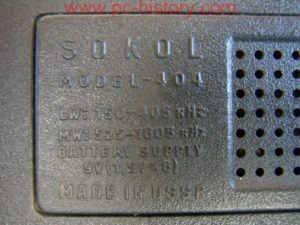 www.pc-history.com
SOKOL
MODEL-404
LW: 150-408 kHz
MW: 525-1605 kHz
BATTERY SUPPLY
9V (1,5V×6)
MADE IN USSR